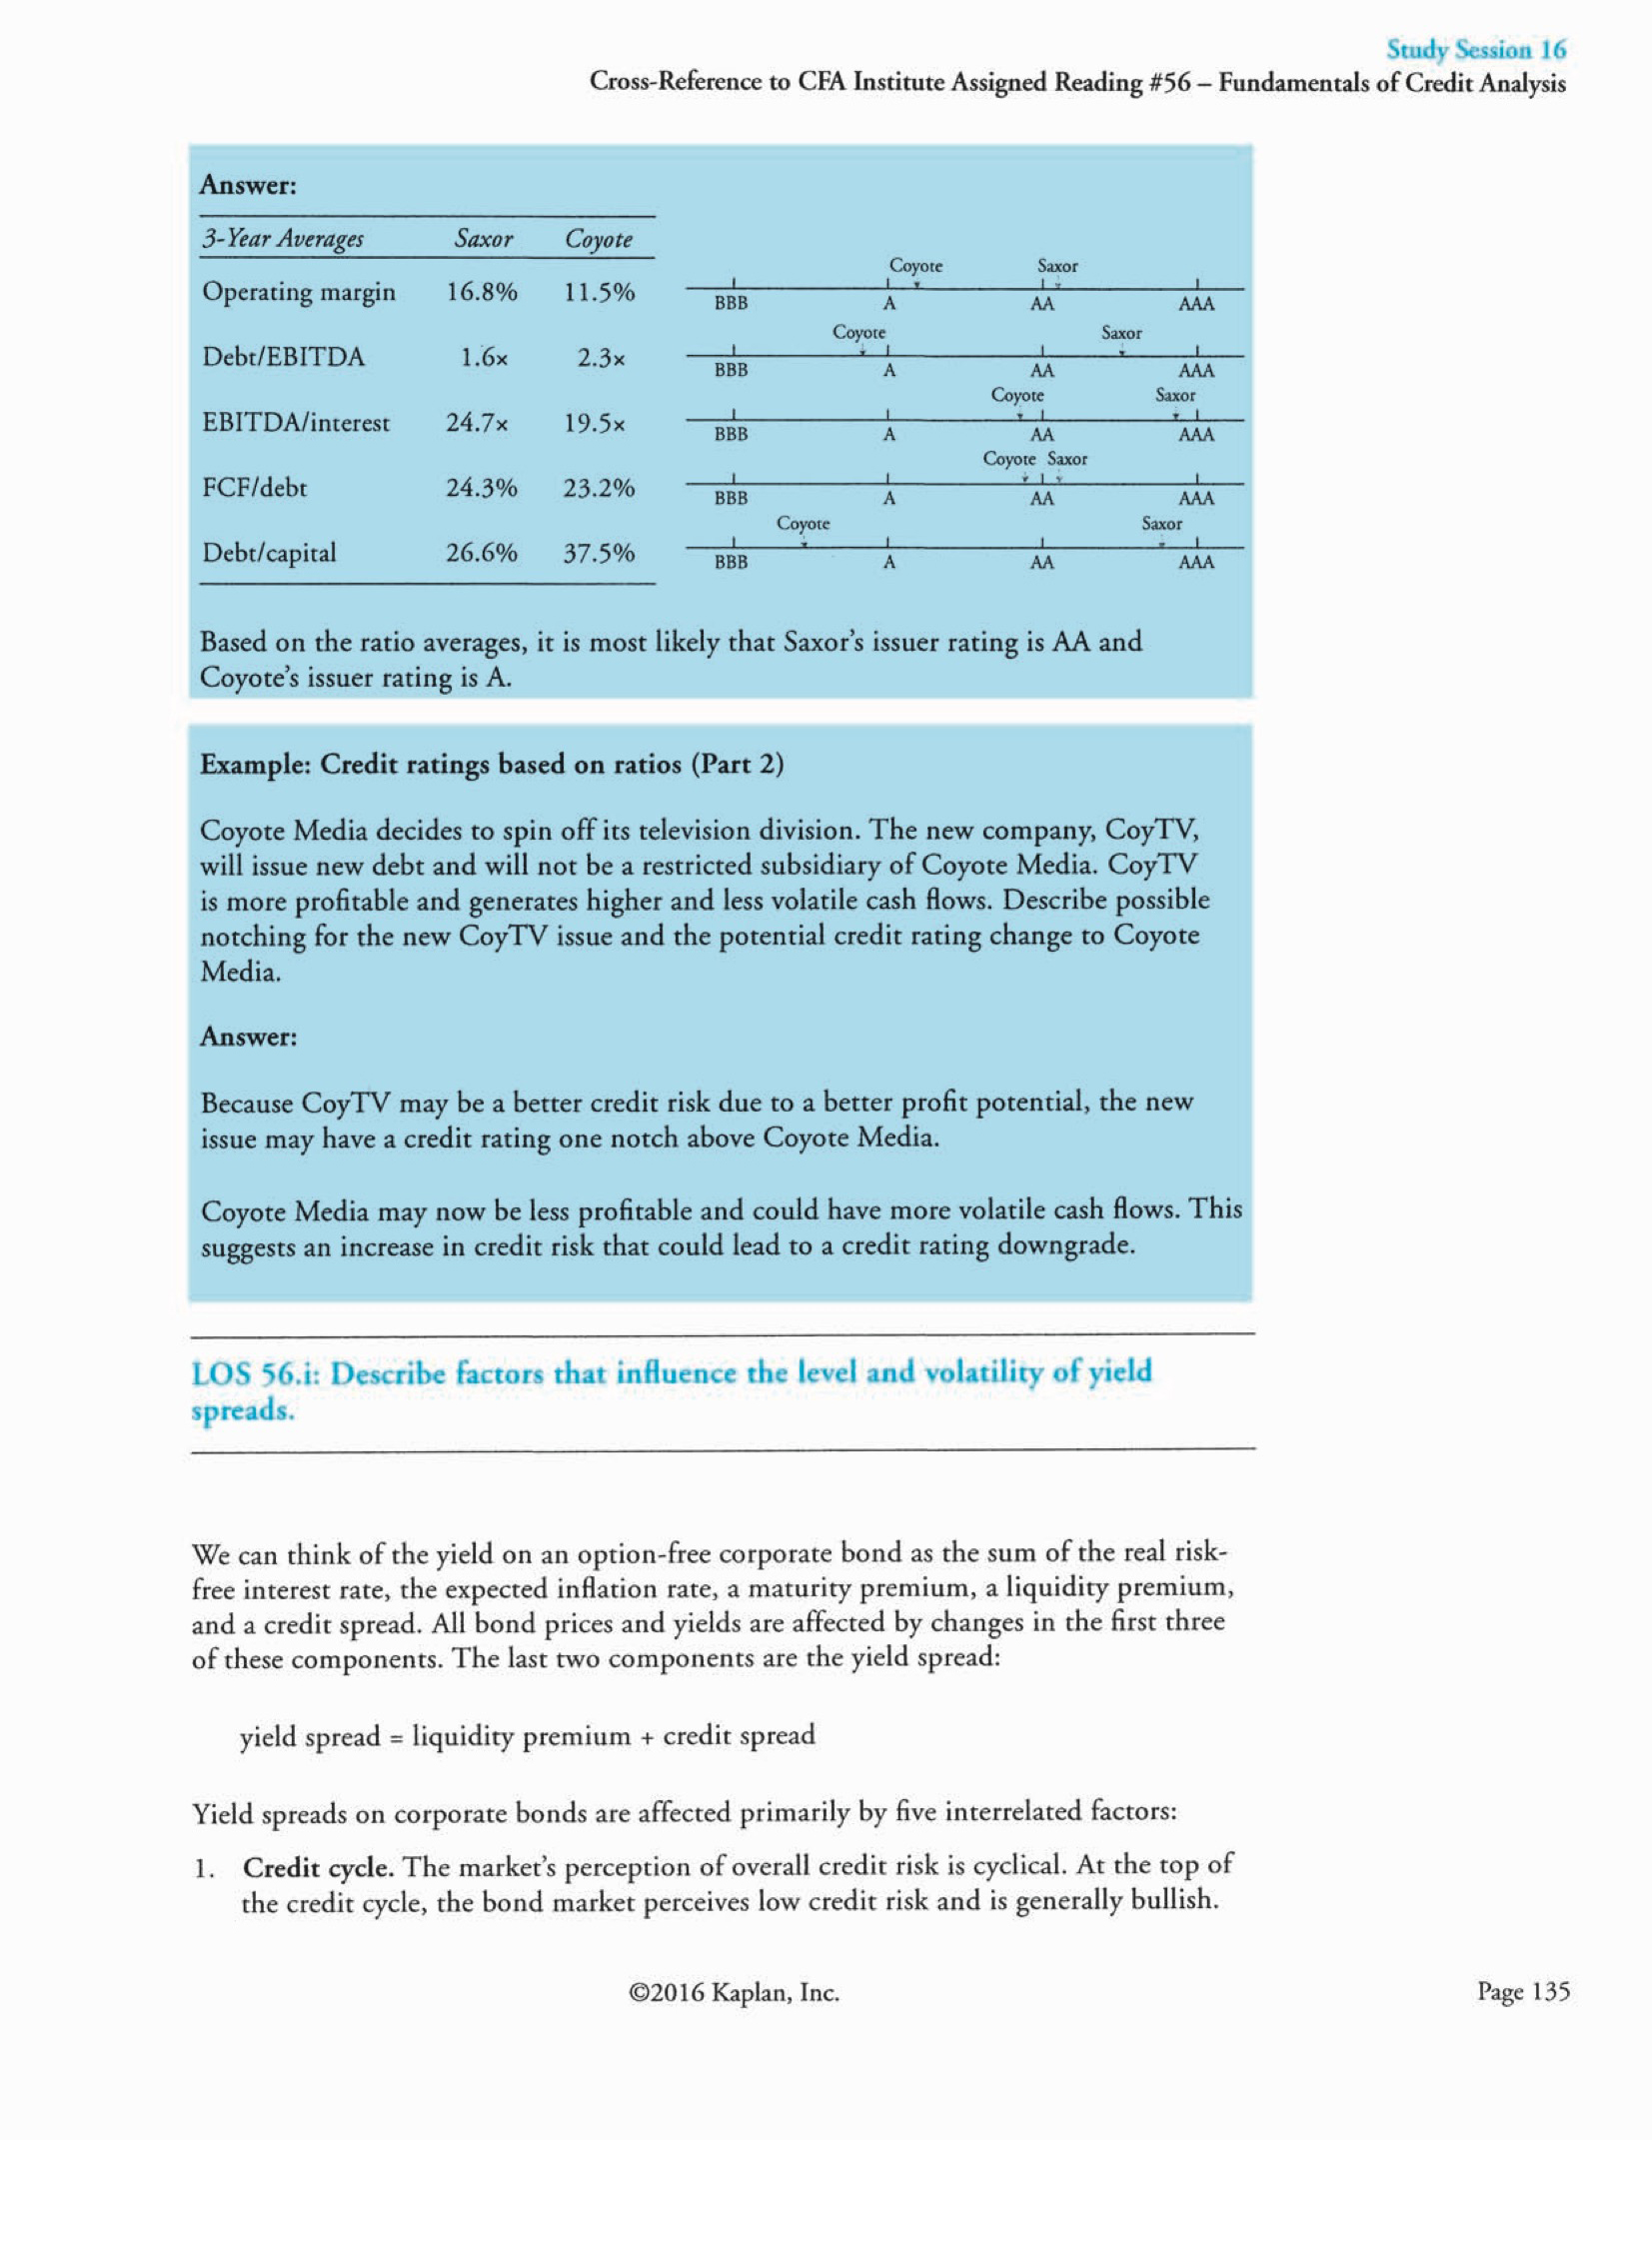 Study Session 16
Cross-Reference to CFA Institute Assigned Reading #56 – Fundamentals of Credit Analysis
Answer:
3-Year Averages Saxor Coyote
Coyote Saxor
Operating margin 16.8% 11.5%
BBB A AA AAA
Coyote Saxor
Debt/EBITDA 1.6x 2.3x
BBB A AA AAA
Coyote Saxor
EBITDA/interest 24.7x 19.5x
BBB A AA AAA
Coyote Saxor
FCF/debt 24.3% 23.2%
BBB A AA AAA
Coyote Saxor
Debt/capital 26.6% 37.5%
BBB A AA AAA
Based on the ratio averages, it is most likely that Saxor's issuer rating is AA and
Coyote's issuer rating is A.
Example: Credit ratings based on ratios (Part 2)
Coyote Media decides to spin off its television division. The new company, CoyTV,
will issue new debt and will not be a restricted subsidiary of Coyote Media. CoyTV
is more profitable and generates higher and less volatile cash flows. Describe possible
notching for the new CoyTV issue and the potential credit rating change to Coyote
Media.
Answer:
Because CoyTV may be a better credit risk due to a better profit potential, the new
issue may have a credit rating one notch above Coyote Media.
Coyote Media may now be less profitable and could have more volatile cash flows. This
suggests an increase in credit risk that could lead to a credit rating downgrade.
LOS 56.i: Describe factors that influence the level and volatility of yield
spreads.
We can think of the yield on an option-free corporate bond as the sum of the real risk-
free interest rate, the expected inflation rate, a maturity premium, a liquidity premium,
and a credit spread. All bond prices and yields are affected by changes in the first three
of these components. The last two components are the yield spread:
yield spread = liquidity premium + credit spread
Yield spreads on corporate bonds are affected primarily by five interrelated factors:
1. Credit cycle. The market's perception of overall credit risk is cyclical. At the top of
the credit cycle, the bond market perceives low credit risk and is generally bullish.
©2016 Kaplan, Inc.
Page 135